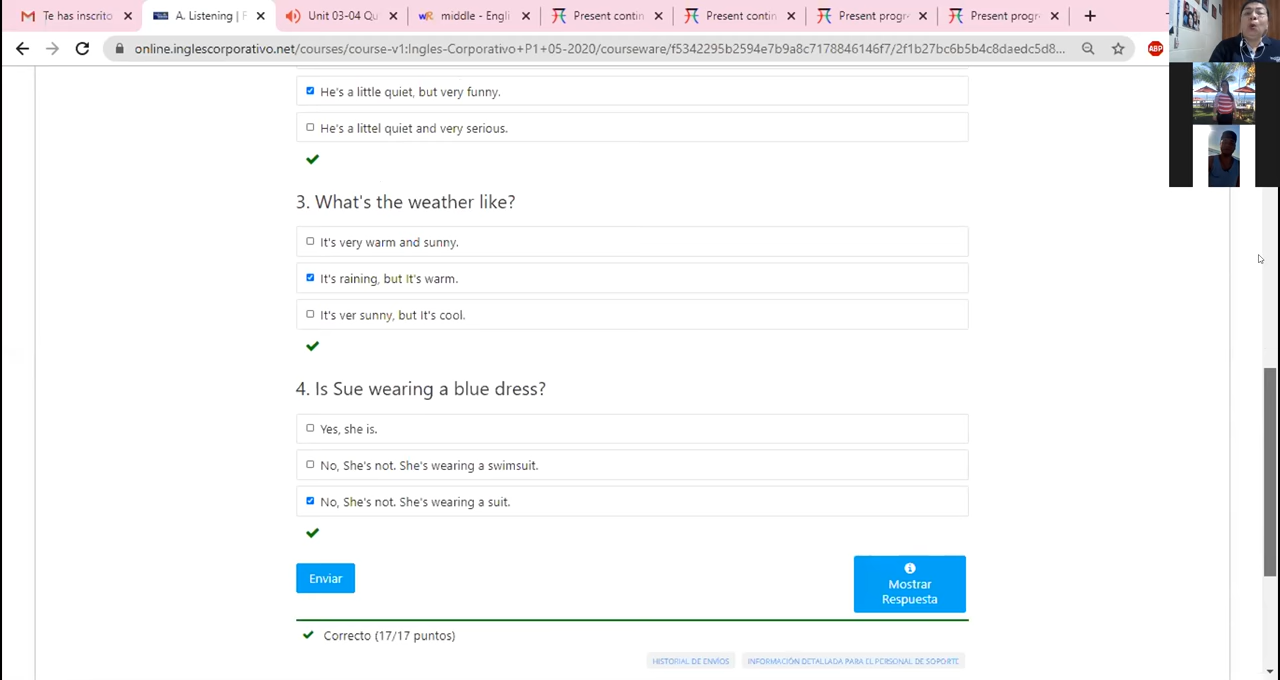 Te has inscrito
A. Listening | F
Unit 03-04 Qu
middle - Engli
Present contin
Present contin
Present progr
Present progr
online.inglescorporativo.net/courses/course-v1:Ingles-Corporativo+P1+05-2020/courseware/f5342295b2594e7b9a8c7178846146f7/2f1b27bc6b5b4c8daedc5d8...
ABP
He's a little quiet, but very funny.
He's a littel quiet and very serious.
3. What's the weather like?
It's very warm and sunny.
It's raining, but It's warm.
It's ver sunny, but It's cool.
4. Is Sue wearing a blue dress?
Yes, she is.
No, She's not. She's wearing a swimsuit.
No, She's not. She's wearing a suit.
Enviar
Mostrar
Respuesta
Correcto (17/17 puntos)
HISTORIAL DE ENVÍOS
INFORMACIÓN DETALLADA PARA EL PERSONAL DE SOPORTE